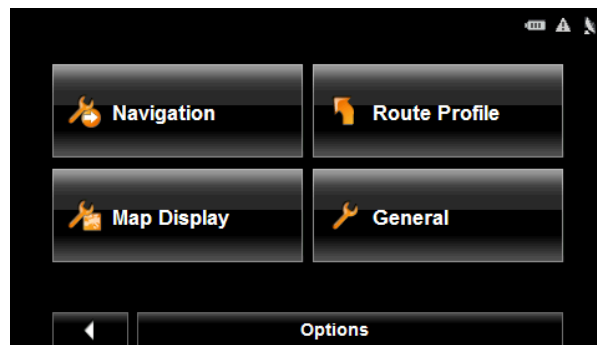 Navigation
Route Profile
Map Display
General
Options